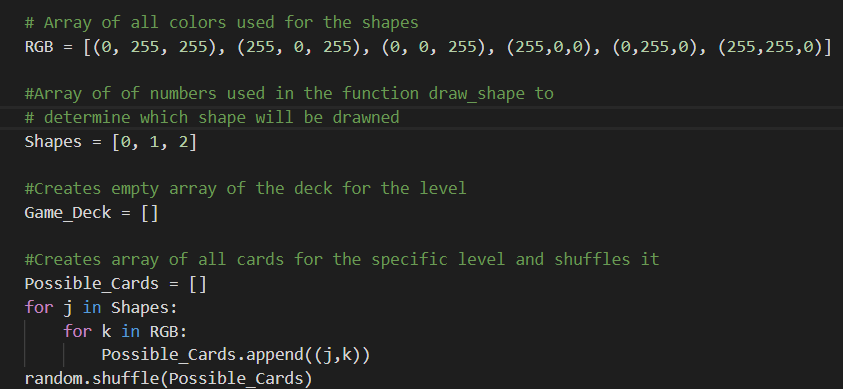 # Array of all colors used for the shapes
RGB = [(0, 255, 255), (255, 0, 255), (0, 0, 255), (255,0,0), (0,255,0), (255,255,0)]
#Array of of numbers used in the function draw_shape to
# determine which shape will be drawned
Shapes = [0, 1, 2]
#Creates empty array of the deck for the level
Game_Deck = []
#Creates array of all cards for the specific level and shuffles it
Possible_Cards = []
for j in Shapes:
    for k in RGB:
        Possible_Cards.append((j,k))
random.shuffle(Possible_Cards)